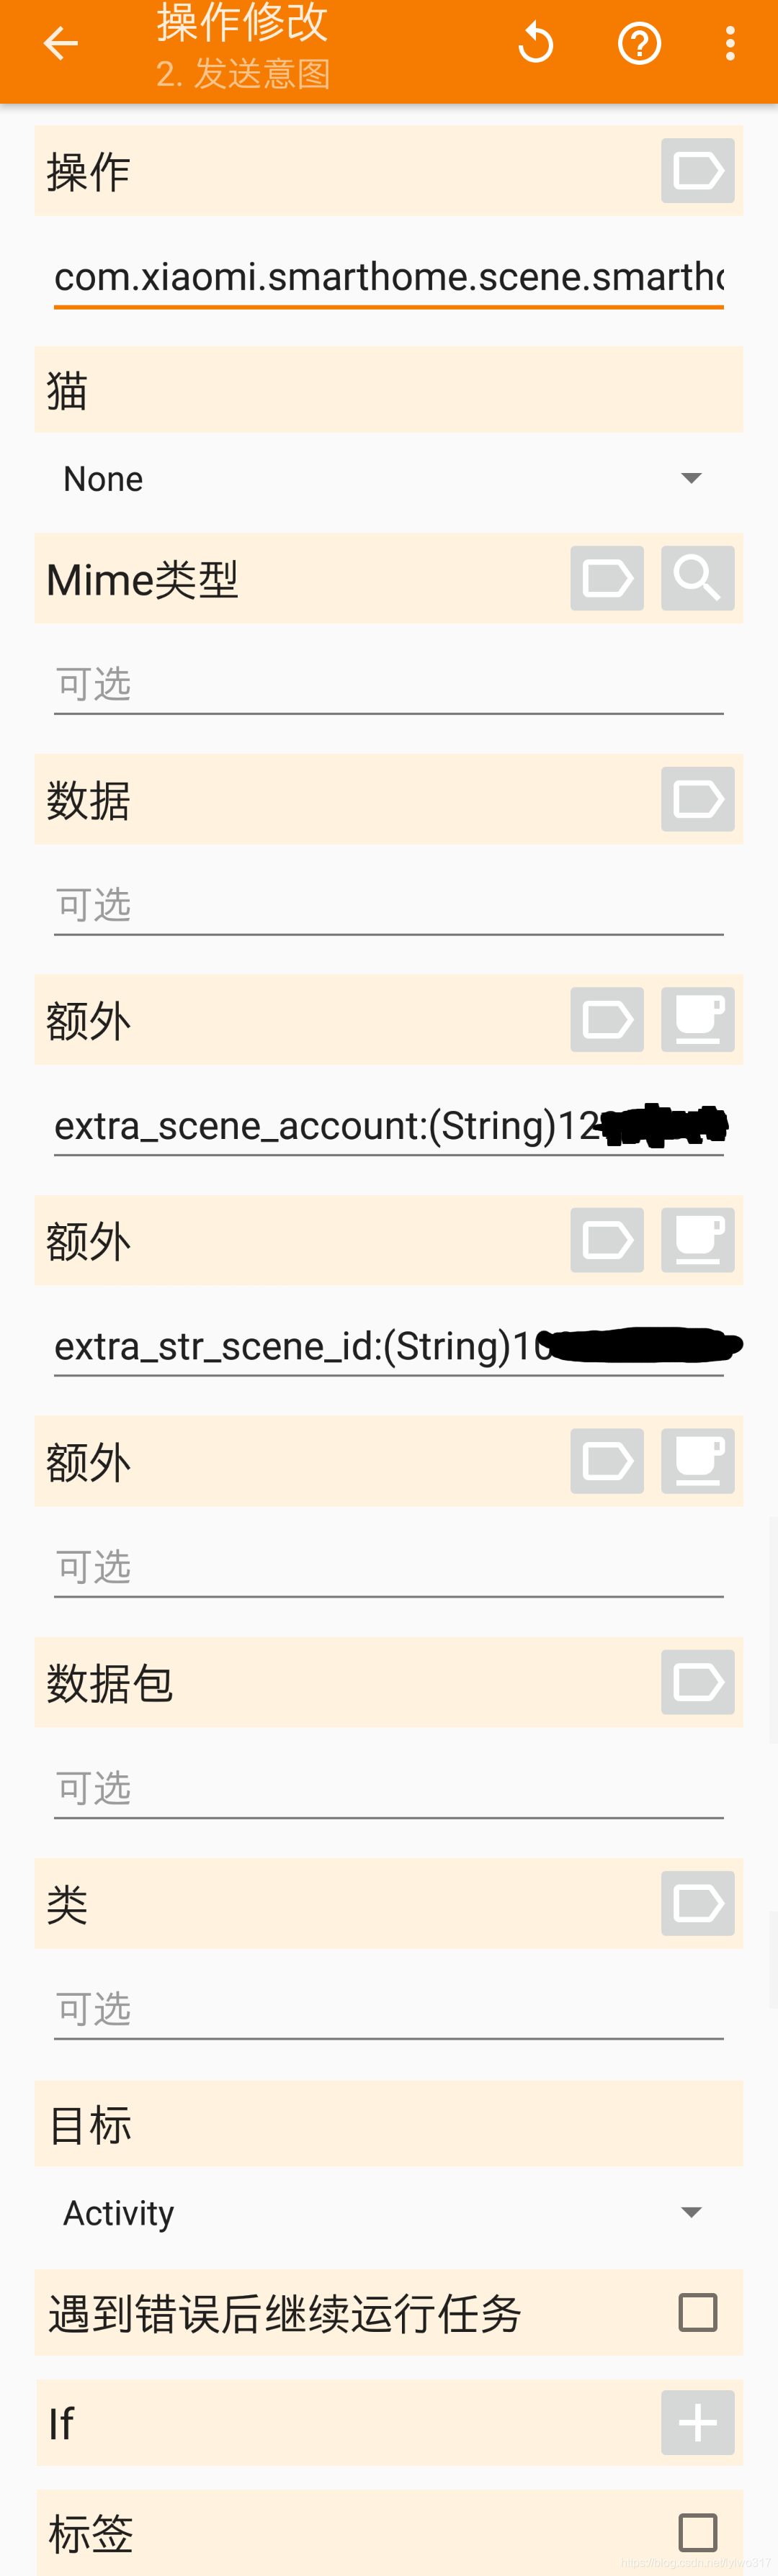 操作修改
2. 发送意图
操作
com.xiaomi.smarthome.scene.smarth
猫
None
Mime类型
可选
数据
可选
额外
extra_scene_account:(String)12
额外
extra_str_scene_id:(String)10
额外
可选
数据包
可选
类
可选
目标
Activity
遇到错误后继续运行任务
If
标签